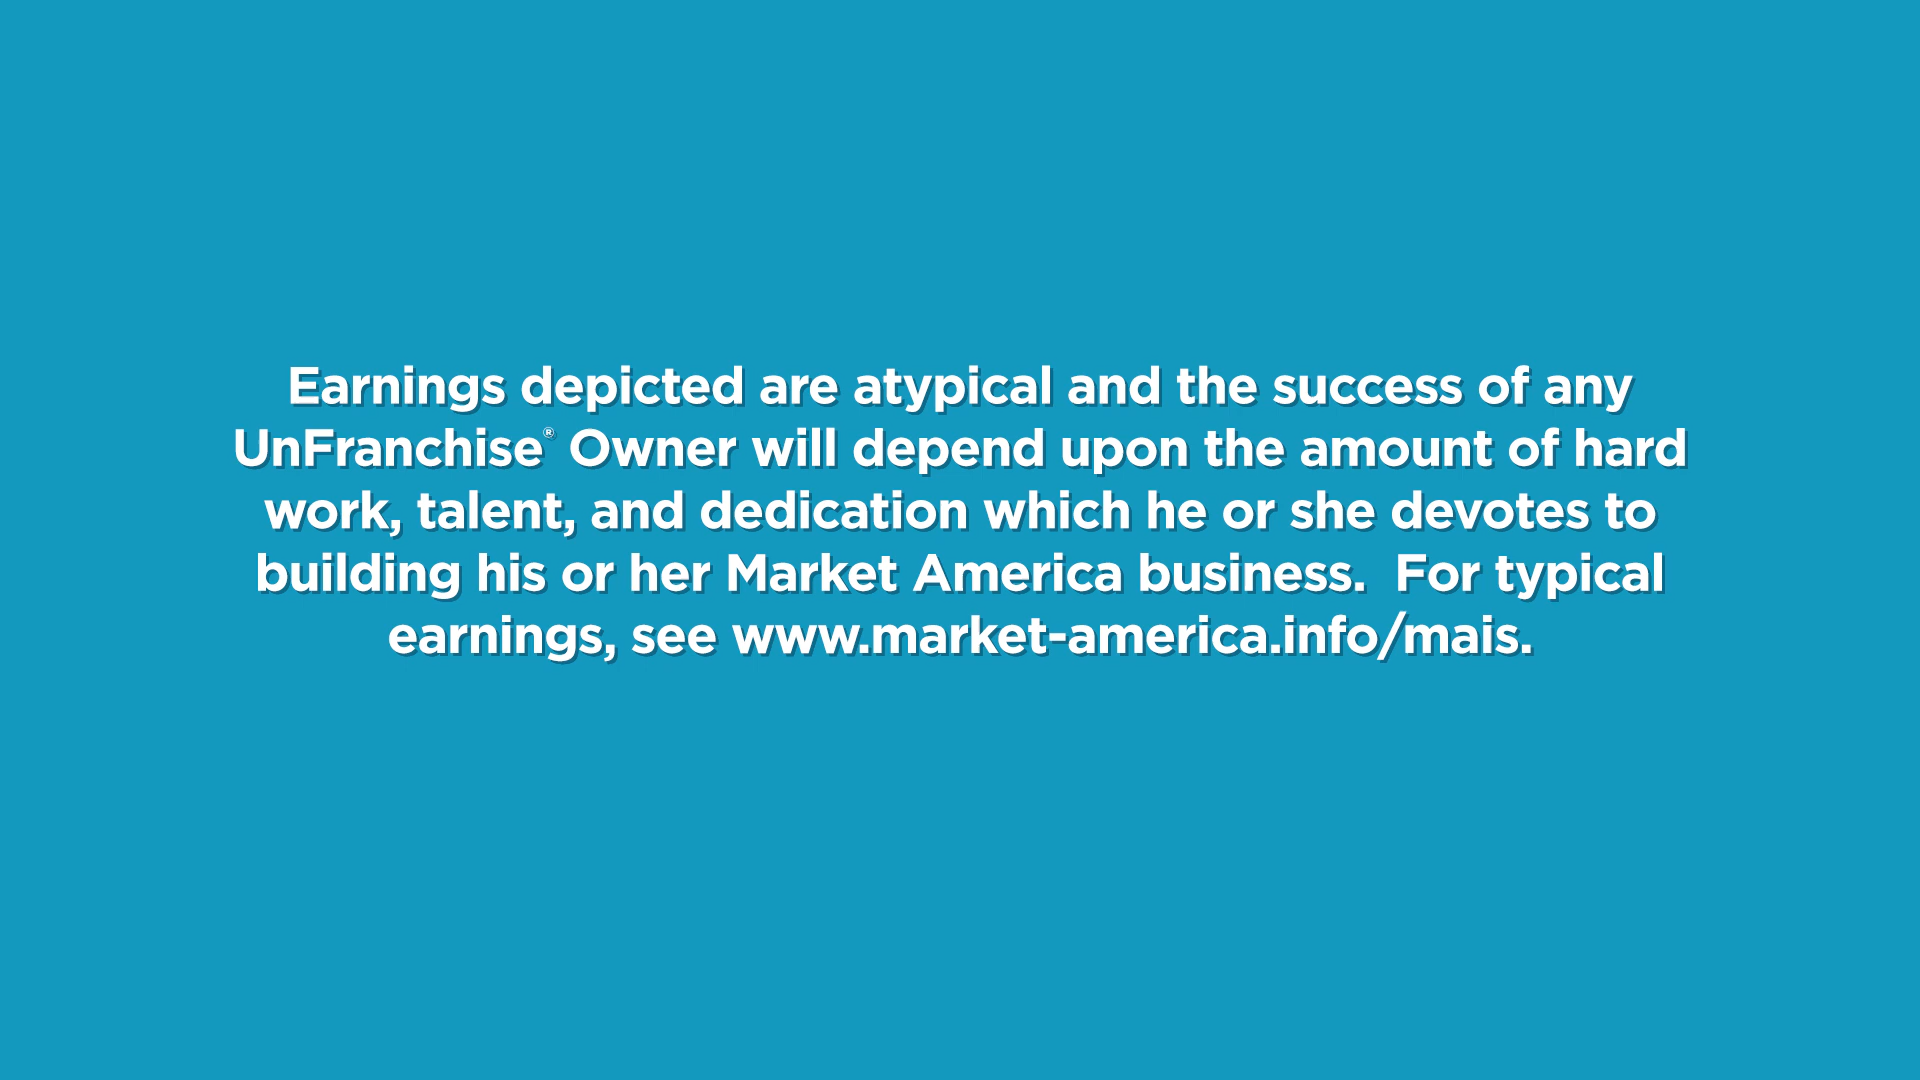 Earnings depicted are atypical and the success of any
UnFranchise® Owner will depend upon the amount of hard
work, talent, and dedication which he or she devotes to
building his or her Market America business.  For typical
earnings, see www.market-america.info/mais.